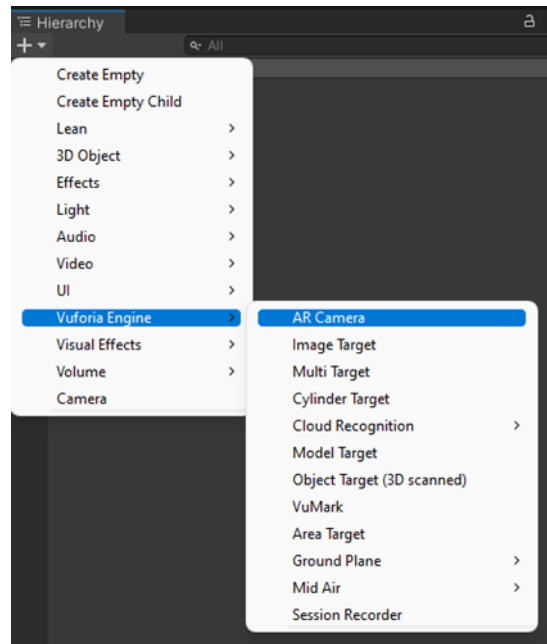 Hierarchy
All
Create Empty
Create Empty Child
Lean
3D Object
Effects
Light
Audio
Video
UI
Vuforia Engine
Visual Effects
Volume
Camera
AR Camera
Image Target
Multi Target
Cylinder Target
Cloud Recognition
Model Target
Object Target (3D scanned)
VuMark
Area Target
Ground Plane
Mid Air
Session Recorder